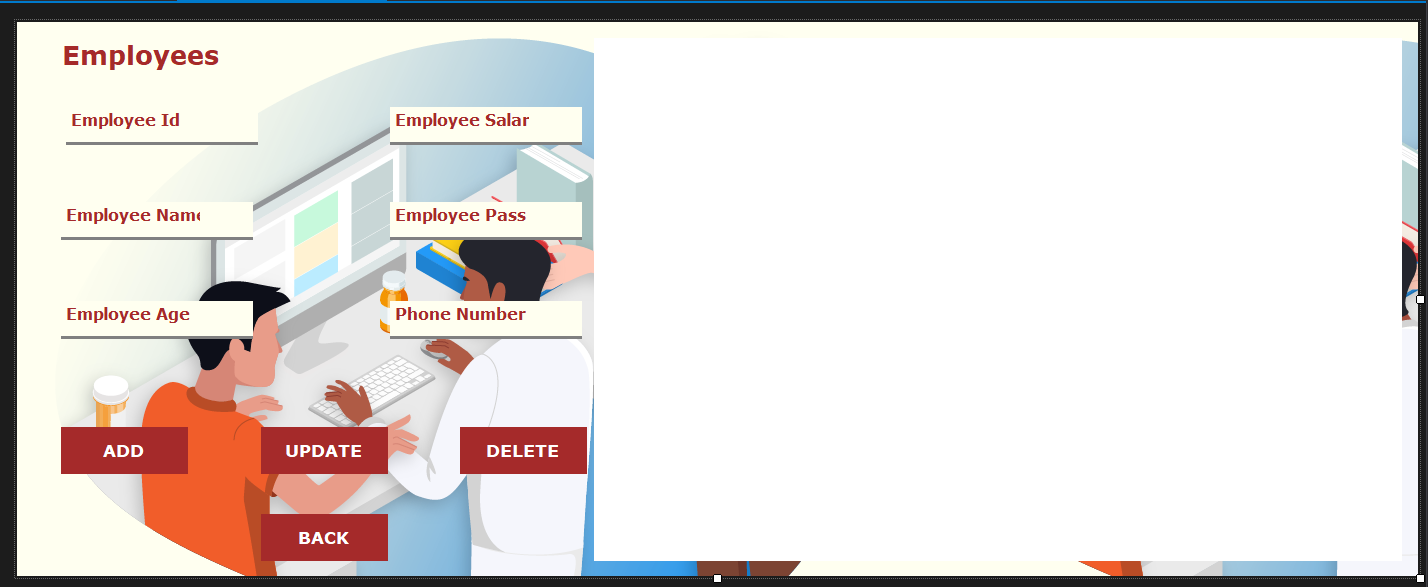 Employees
Employee Id
Employee Salar
Employee Name
Employee Pass
Employee Age
Phone Number
ADD
UPDATE
DELETE
BACK